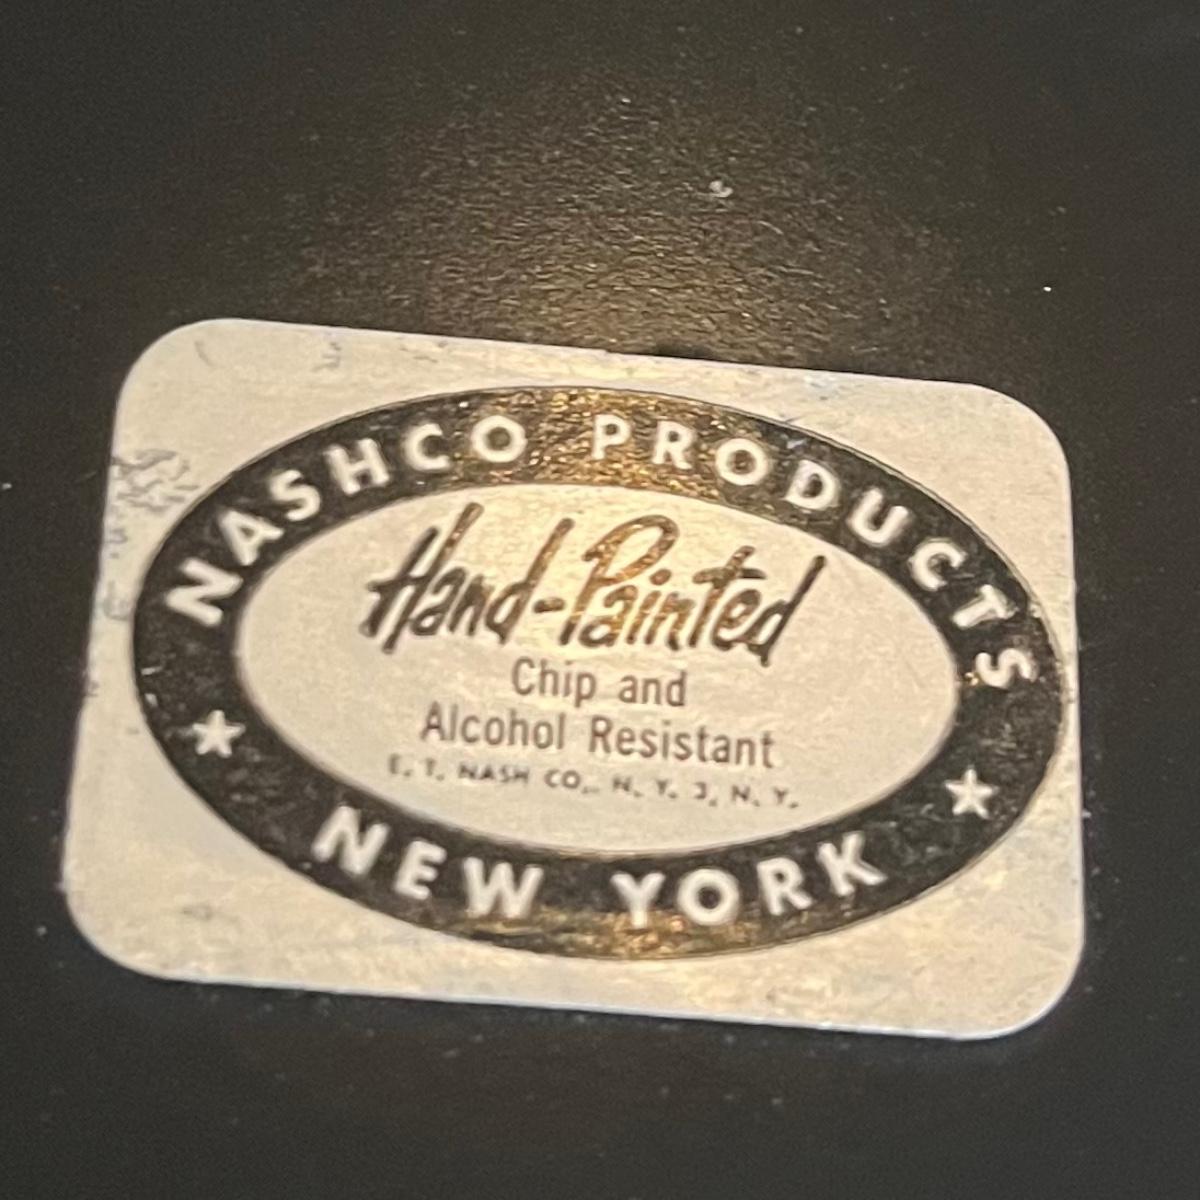 NASHCO PRODUCTS
Hand-Painted
Chip and
Alcohol Resistant
E. T. NASH CO., N. Y. 3, N. Y.
NEW YORK